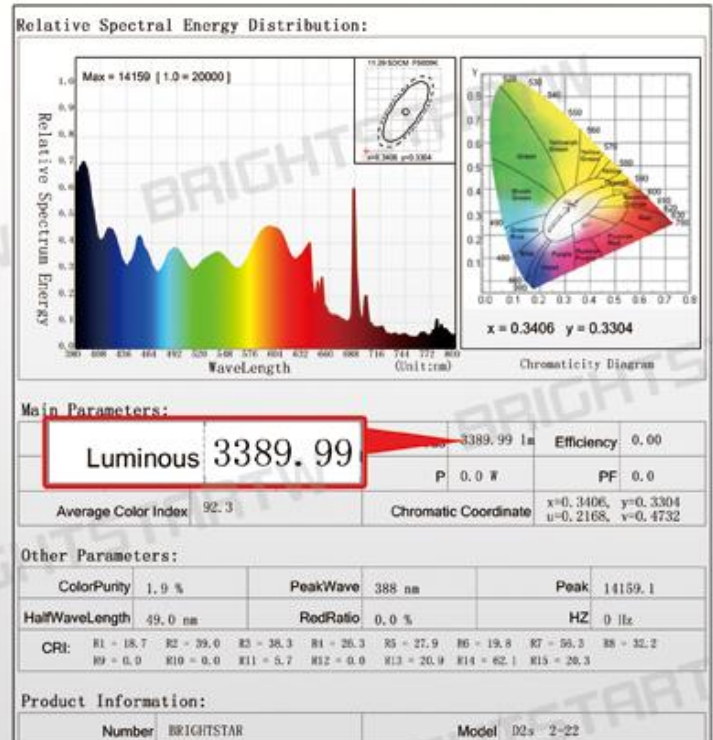 Relative Spectral Energy Distribution:
Max = 14159 [ 1.0 = 20000 ]
x=0.3406 y=0.3304
Relative Spectrum Energy
WaveLength
(Unit:nm)
x = 0.3406 y = 0.3304
Chromaticity Diagram
Main Parameters:
Luminous 3389.99
3389.99 lm Efficiency 0.00
P 0.0 W PF 0.0
Average Color Index 92.3 Chromatic Coordinate x=0.3406, y=0.3304
u=0.2168, v=0.4732
Other Parameters:
ColorPurity 1.9 % PeakWave 388 nm Peak 14159.1
HalfWaveLength 49.0 nm RedRatio 0.0 % HZ 0 Hz
CRI: R1 = 18.7 R2 = 39.0 R3 = 38.3 R4 = 26.3 R5 = 27.9 R6 = 19.8 R7 = 56.3 R8 = 32.2
R9 = 0.0 R10 = 0.0 R11 = 5.7 R12 = 0.0 R13 = 20.9 R14 = 62.1 R15 = 20.3
Product Information:
Number BRIGHTSTAR Model D2s 2-22